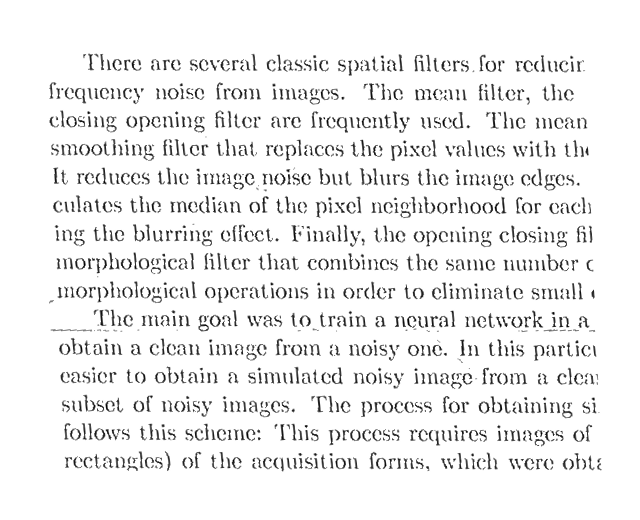 There are several classic spatial filters for reducin
frequency noise from images. The mean filter, the
closing opening filter are frequently used. The mean
smoothing filter that replaces the pixel values with the
It reduces the image noise but blurs the image edges.
culates the median of the pixel neighborhood for each
ing the blurring effect. Finally, the opening closing fil
morphological filter that combines the same number
morphological operations in order to eliminate small
The main goal was to train a neural network in a
obtain a clean image from a noisy one. In this particu
easier to obtain a simulated noisy image from a clea
subset of noisy images. The process for obtaining si
follows this scheme: This process requires images of
rectangles) of the acquisition forms, which were obta